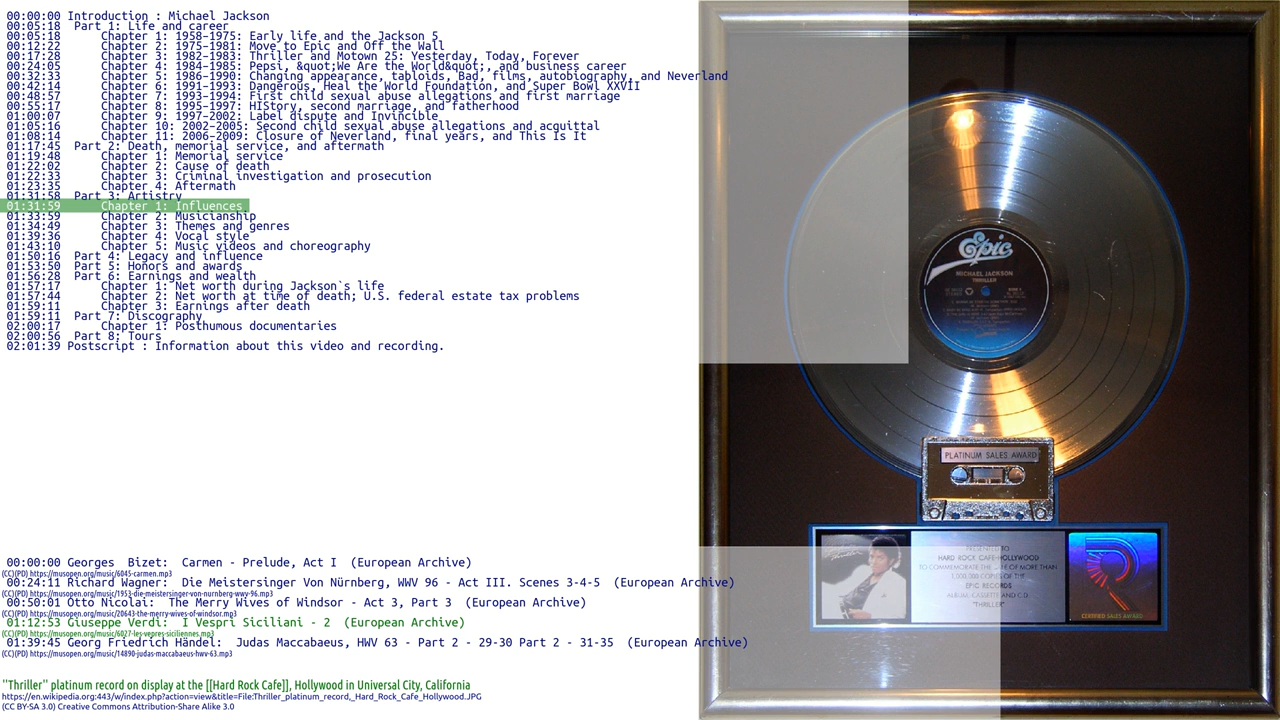 00:00:00 Introduction : Michael Jackson
00:05:18 Part 1: Life and career
00:05:18 Chapter 1: 1958–1975: Early life and the Jackson 5
00:12:22 Chapter 2: 1975–1981: Move to Epic and Off the Wall
00:17:28 Chapter 3: 1982–1983: Thriller and Motown 25: Yesterday, Today, Forever
00:24:05 Chapter 4: 1984–1985: Pepsi, &quot;We Are the World&quot;, and business career
00:32:33 Chapter 5: 1986–1990: Changing appearance, tabloids, Bad, films, autobiography, and Neverland
00:42:14 Chapter 6: 1991–1993: Dangerous, Heal the World Foundation, and Super Bowl XXVII
00:48:57 Chapter 7: 1993–1994: First child sexual abuse allegations and first marriage
00:55:17 Chapter 8: 1995–1997: HIStory, second marriage, and fatherhood
01:00:07 Chapter 9: 1997–2002: Label dispute and Invincible
01:05:16 Chapter 10: 2002–2005: Second child sexual abuse allegations and acquittal
01:08:14 Chapter 11: 2006–2009: Closure of Neverland, final years, and This Is It
01:17:45 Part 2: Death, memorial service, and aftermath
01:19:48 Chapter 1: Memorial service
01:22:02 Chapter 2: Cause of death
01:22:33 Chapter 3: Criminal investigation and prosecution
01:23:35 Chapter 4: Aftermath
01:31:58 Part 3: Artistry
01:31:59 Chapter 1: Influences
01:33:59 Chapter 2: Musicianship
01:34:49 Chapter 3: Themes and genres
01:39:36 Chapter 4: Vocal style
01:43:10 Chapter 5: Music videos and choreography
01:50:16 Part 4: Legacy and influence
01:53:50 Part 5: Honors and awards
01:56:28 Part 6: Earnings and wealth
01:57:17 Chapter 1: Net worth during Jackson`s life
01:57:44 Chapter 2: Net worth at time of death; U.S. federal estate tax problems
01:59:11 Chapter 3: Earnings after death
01:59:11 Part 7: Discography
02:00:17 Chapter 1: Posthumous documentaries
02:00:56 Part 8: Tours
02:01:39 Postscript : Information about this video and recording.
00:00:00 Georges Bizet: Carmen - Prelude, Act I (European Archive)
(CC)(PD) https://musopen.org/music/6045-carmen.mp3
00:24:11 Richard Wagner: Die Meistersinger Von Nürnberg, WWV 96 - Act III. Scenes 3-4-5 (European Archive)
(CC)(PD) https://musopen.org/music/1953-die-meistersinger-von-nurnberg-wwv-96.mp3
00:50:01 Otto Nicolai: The Merry Wives of Windsor - Act 3, Part 3 (European Archive)
(CC)(PD) https://musopen.org/music/20643-the-merry-wives-of-windsor.mp3
01:12:53 Giuseppe Verdi: I Vespri Siciliani - 2 (European Archive)
(CC)(PD) https://musopen.org/music/6027-les-vepres-siciliennes.mp3
01:39:45 Georg Friedrich Händel: Judas Maccabaeus, HWV 63 - Part 2 - 29-30 Part 2 - 31-35 (European Archive)
(CC)(PD) https://musopen.org/music/14890-judas-maccabaeus-hwv-63.mp3
"Thriller" platinum record on display at the [[Hard Rock Cafe]], Hollywood in Universal City, California
https://en.wikipedia.org:443/w/index.php?action=view&title=File:Thriller_platinum_record,_Hard_Rock_Cafe_Hollywood.JPG
(CC BY-SA 3.0) Creative Commons Attribution-Share Alike 3.0
Epic
MICHAEL JACKSON
THRILLER
PLATINUM SALES AWARD
PRESENTED TO
HARD ROCK CAFE-HOLLYWOOD
TO COMMEMORATE THE OF MORE THAN
1,000,000 COPIES OF THE
EPIC RECORDS
ALBUM, CASSETTE AND CD
"THRILLER"
CERTIFIED SALES AWARD